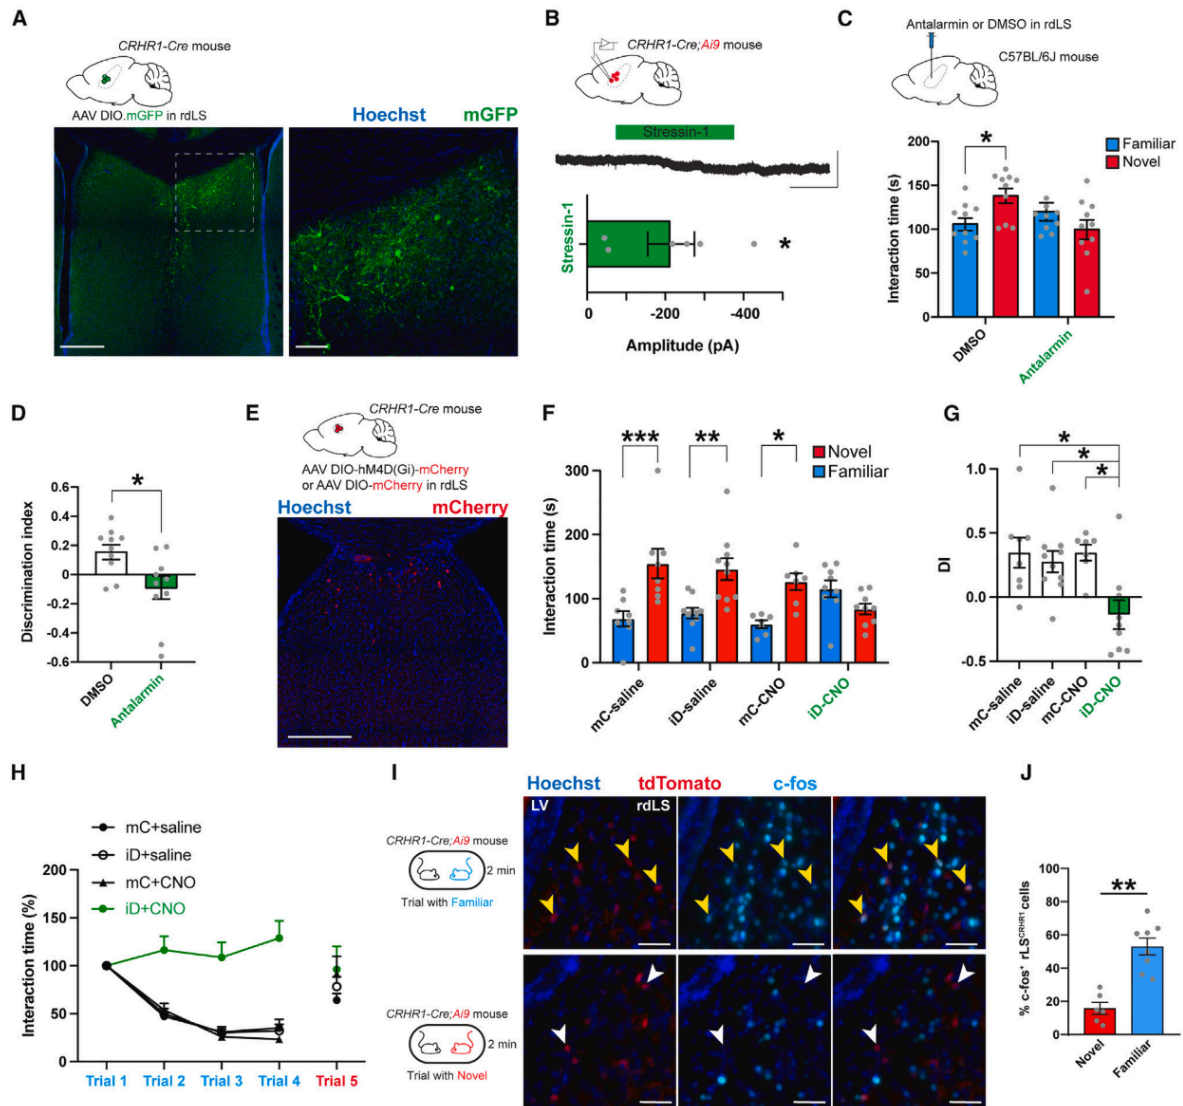 A
CRHR1-Cre mouse
AAV DIO.mGFP in rdLS
Hoechst mGFP
B
CRHR1-Cre;Ai9 mouse
Stressin-1
Stressin-1
*
0 -200 -400
Amplitude (pA)
C
Antalarmin or DMSO in rdLS
C57BL/6J mouse
Familiar
Novel
*
Interaction time (s)
200
150
100
50
0
DMSO
Antalarmin
D
*
Discrimination index
0.6
0.4
0.2
0
-0.2
-0.4
-0.6
DMSO
Antalarmin
E
CRHR1-Cre mouse
AAV DIO-hM4D(Gi)-mCherry
or AAV DIO-mCherry in rdLS
Hoechst mCherry
F
*** ** *
Novel
Familiar
Interaction time (s)
300
200
100
0
mC-saline
iD-saline
mC-CNO
iD-CNO
G
*
*
*
DI
1.0
0.5
0.0
-0.5
mC-saline
iD-saline
mC-CNO
iD-CNO
H
mC+saline
iD+saline
mC+CNO
iD+CNO
Interaction time (%)
200
150
100
50
0
Trial 1 Trial 2 Trial 3 Trial 4 Trial 5
I
Hoechst tdTomato c-fos
LV rdLS
CRHR1-Cre;Ai9 mouse
2 min
Trial with Familiar
CRHR1-Cre;Ai9 mouse
2 min
Trial with Novel
J
**
% c-fos+ rLSCRHR1 cells
100
80
60
40
20
0
Novel
Familiar